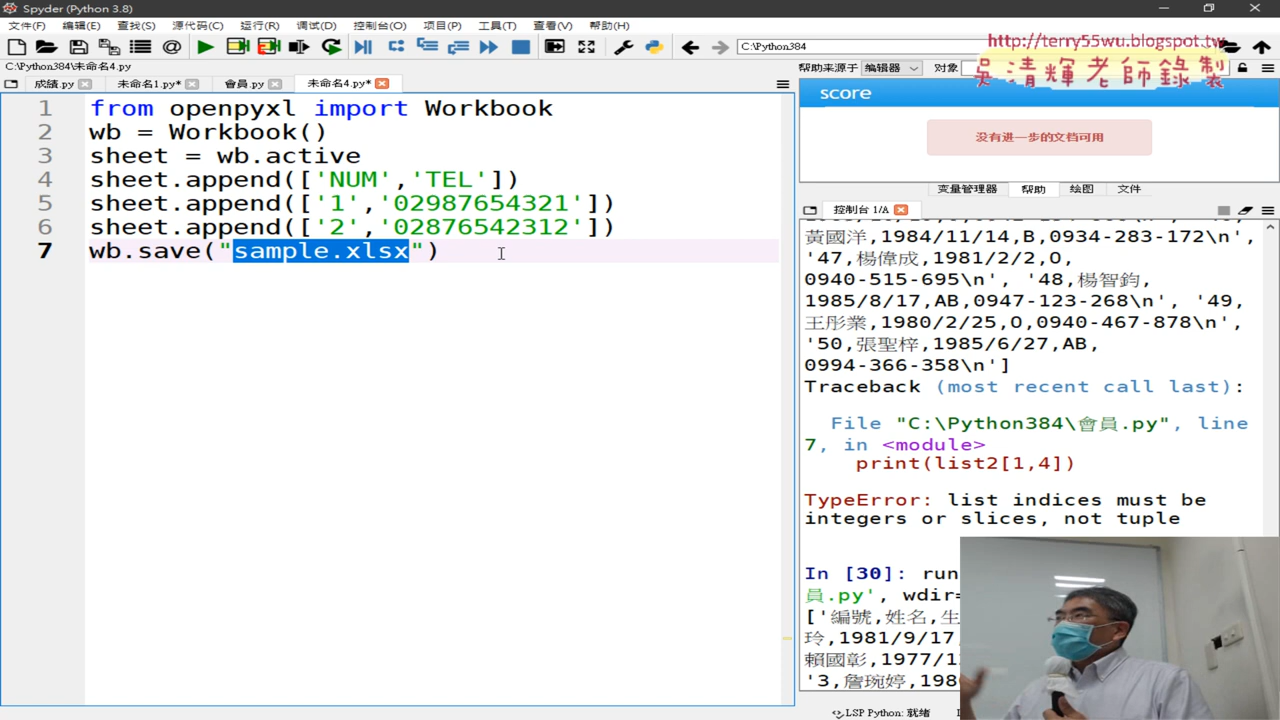 Spyder (Python 3.8)
文件(F) 编辑(E) 查找(S) 源代码(C) 运行(R) 调试(D) 控制台(O) 项目(P) 工具(T) 查看(V) 帮助(H)
C:\Python384
http://terry55wu.blogspot.tw
吳清輝老師錄製
C:\Python384\未命名4.py
成績.py 未命名1.py* 會員.py 未命名4.py*
帮助来源于 编辑器 对象
1 from openpyxl import Workbook
2 wb = Workbook()
3 sheet = wb.active
4 sheet.append(['NUM','TEL'])
5 sheet.append(['1','02987654321'])
6 sheet.append(['2','02876542312'])
7 wb.save("sample.xlsx")
score
没有进一步的文档可用
变量管理器 帮助 绘图 文件
控制台 1/A
黃國洋,1984/11/14,B,0934-283-172\n',
'47,楊偉成,1981/2/2,O,
0940-515-695\n', '48,楊智鈞,
1985/8/17,AB,0947-123-268\n', '49,
王彤業,1980/2/25,O,0940-467-878\n',
'50,張聖梓,1985/6/27,AB,
0994-366-358\n']
Traceback (most recent call last):
File "C:\Python384\會員.py", line
7, in <module>
print(list2[1,4])
TypeError: list indices must be
integers or slices, not tuple
In [30]: run
員.py', wdir=
['編號,姓名,生
玲,1981/9/17,
賴國彰,1977/1
'3,詹琬婷,198
LSP Python: 就绪